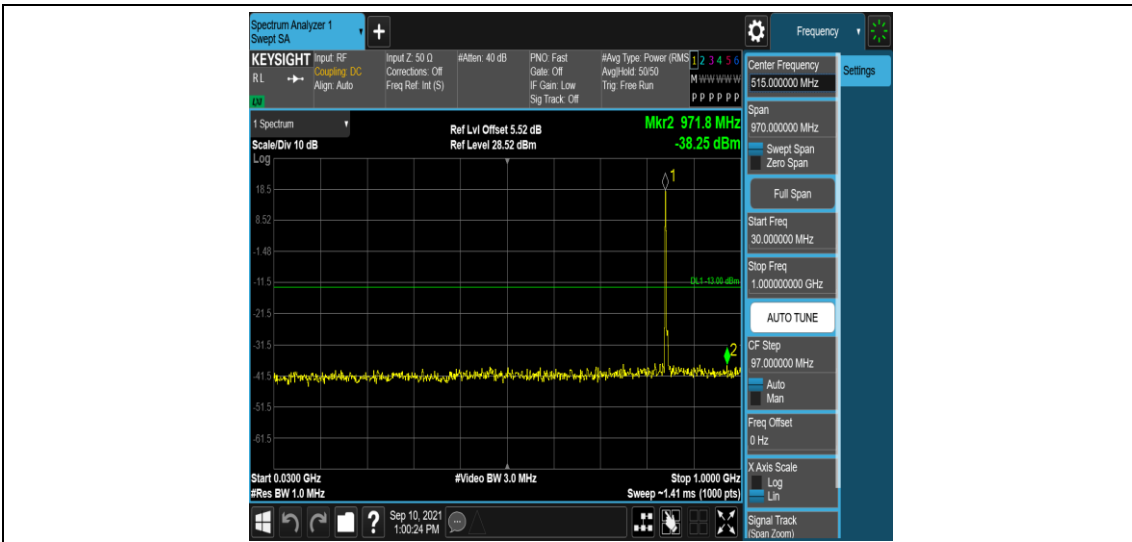 Spectrum Analyzer 1
Swept SA
+
Frequency
KEYSIGHT
RL
LXI
Input: RF
Coupling: DC
Align: Auto
Input Z: 50 Ω
Corrections: Off
Freq Ref: Int (S)
#Atten: 40 dB
PNO: Fast
Gate: Off
IF Gain: Low
Sig Track: Off
#Avg Type: Power (RMS
Avg|Hold: 50/50
Trig: Free Run
1 2 3 4 5 6
M W W W W W
P P P P P P
1 Spectrum
Scale/Div 10 dB
Log
Ref Lvl Offset 5.52 dB
Ref Level 28.52 dBm
Mkr2 971.8 MHz
-38.25 dBm
1
18.5
8.52
-1.48
-11.5
DL1 -13.00 dBm
-21.5
-31.5
2
-41.5
-51.5
-61.5
Start 0.0300 GHz
#Res BW 1.0 MHz
#Video BW 3.0 MHz
Stop 1.0000 GHz
Sweep ~1.41 ms (1000 pts)
?
Sep 10, 2021
1:00:24 PM
Center Frequency
515.000000 MHz
Settings
Span
970.000000 MHz
Swept Span
Zero Span
Full Span
Start Freq
30.000000 MHz
Stop Freq
1.000000000 GHz
AUTO TUNE
CF Step
97.000000 MHz
Auto
Man
Freq Offset
0 Hz
X Axis Scale
Log
Lin
Signal Track
(Span Zoom)